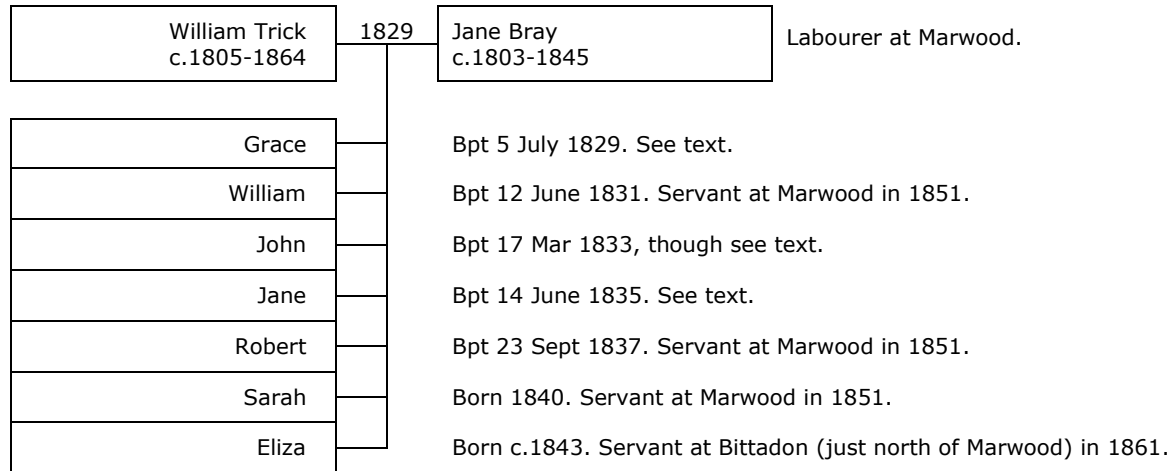 William Trick 1829 Jane Bray Labourer at Marwood.
c.1805-1864 c.1803-1845
Grace Bpt 5 July 1829. See text.
William Bpt 12 June 1831. Servant at Marwood in 1851.
John Bpt 17 Mar 1833, though see text.
Jane Bpt 14 June 1835. See text.
Robert Bpt 23 Sept 1837. Servant at Marwood in 1851.
Sarah Born 1840. Servant at Marwood in 1851.
Eliza Born c.1843. Servant at Bittadon (just north of Marwood) in 1861.